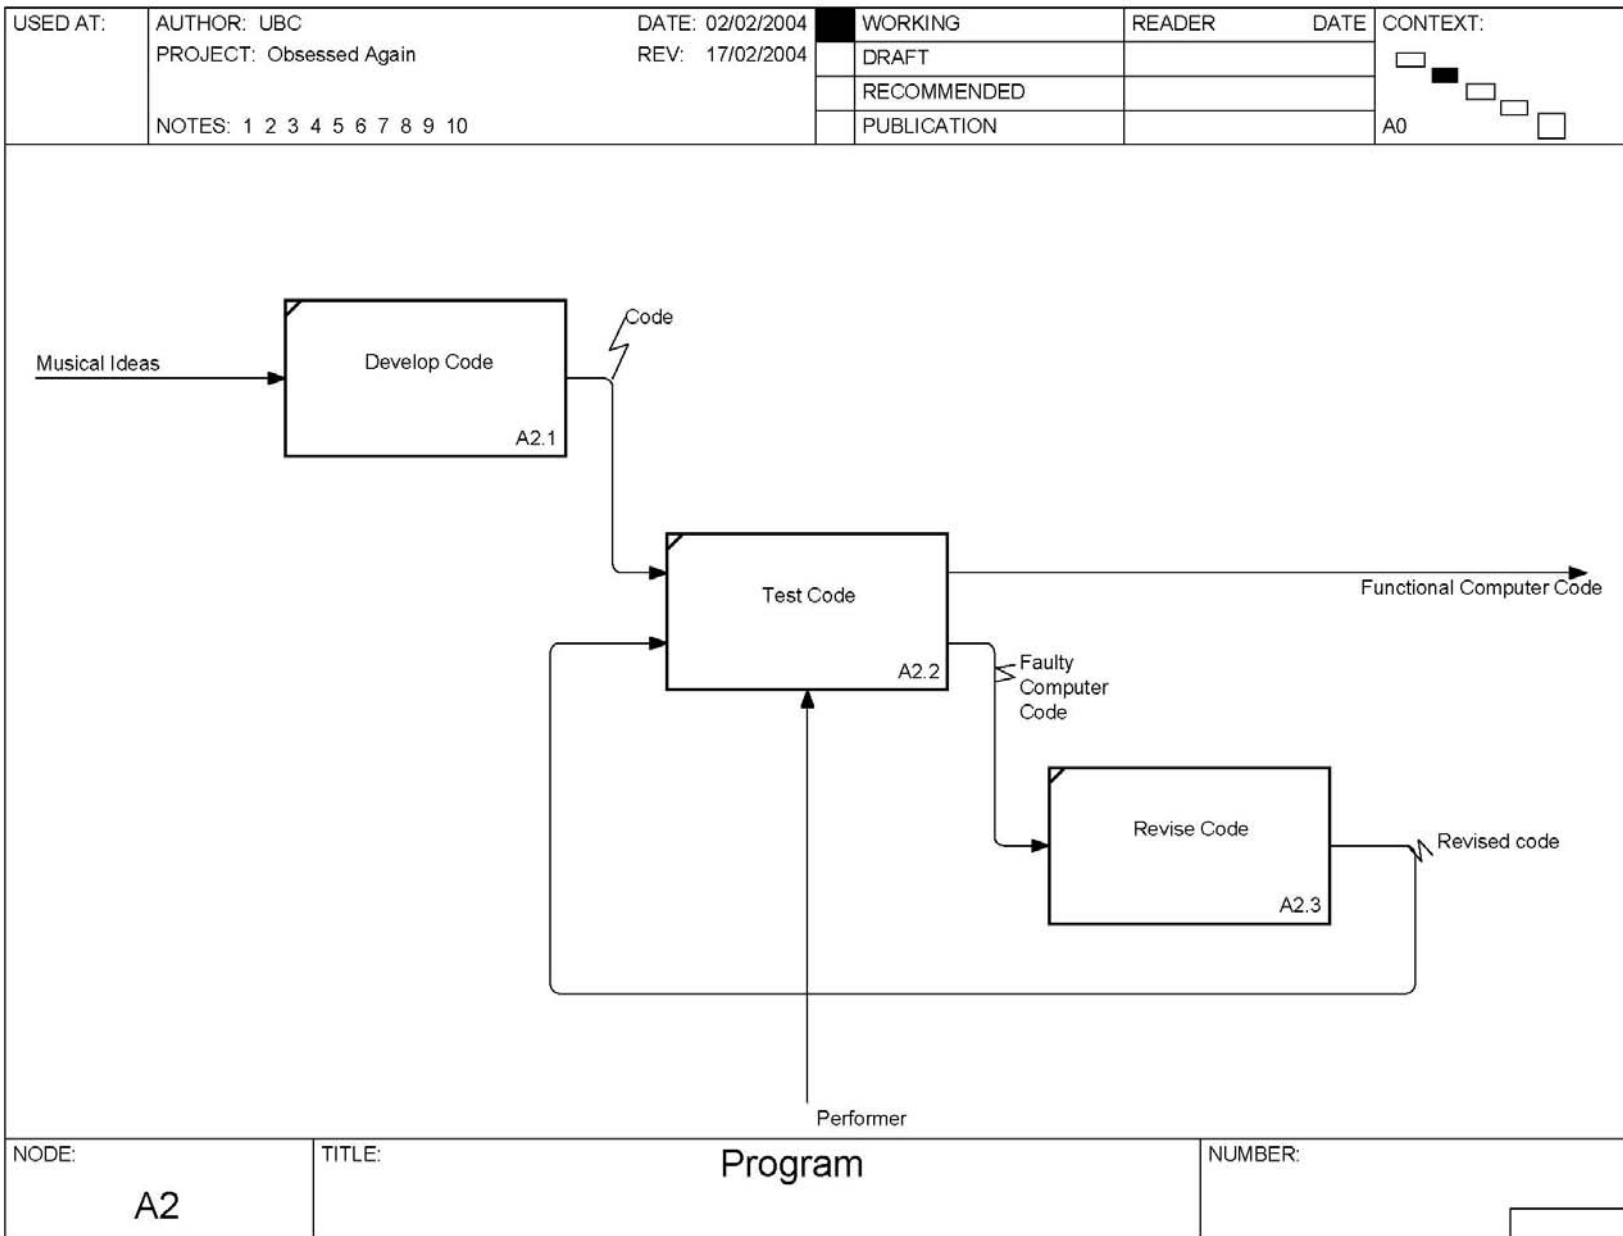 USED AT:
AUTHOR: UBC
DATE: 02/02/2004
PROJECT: Obsessed Again
REV: 17/02/2004
NOTES: 1 2 3 4 5 6 7 8 9 10
WORKING
DRAFT
RECOMMENDED
PUBLICATION
READER
DATE
CONTEXT:
A0
Code
Musical Ideas
Develop Code
A2.1
Test Code
A2.2
Functional Computer Code
Faulty
Computer
Code
Revise Code
A2.3
Revised code
Performer
NODE:
A2
TITLE:
Program
NUMBER: